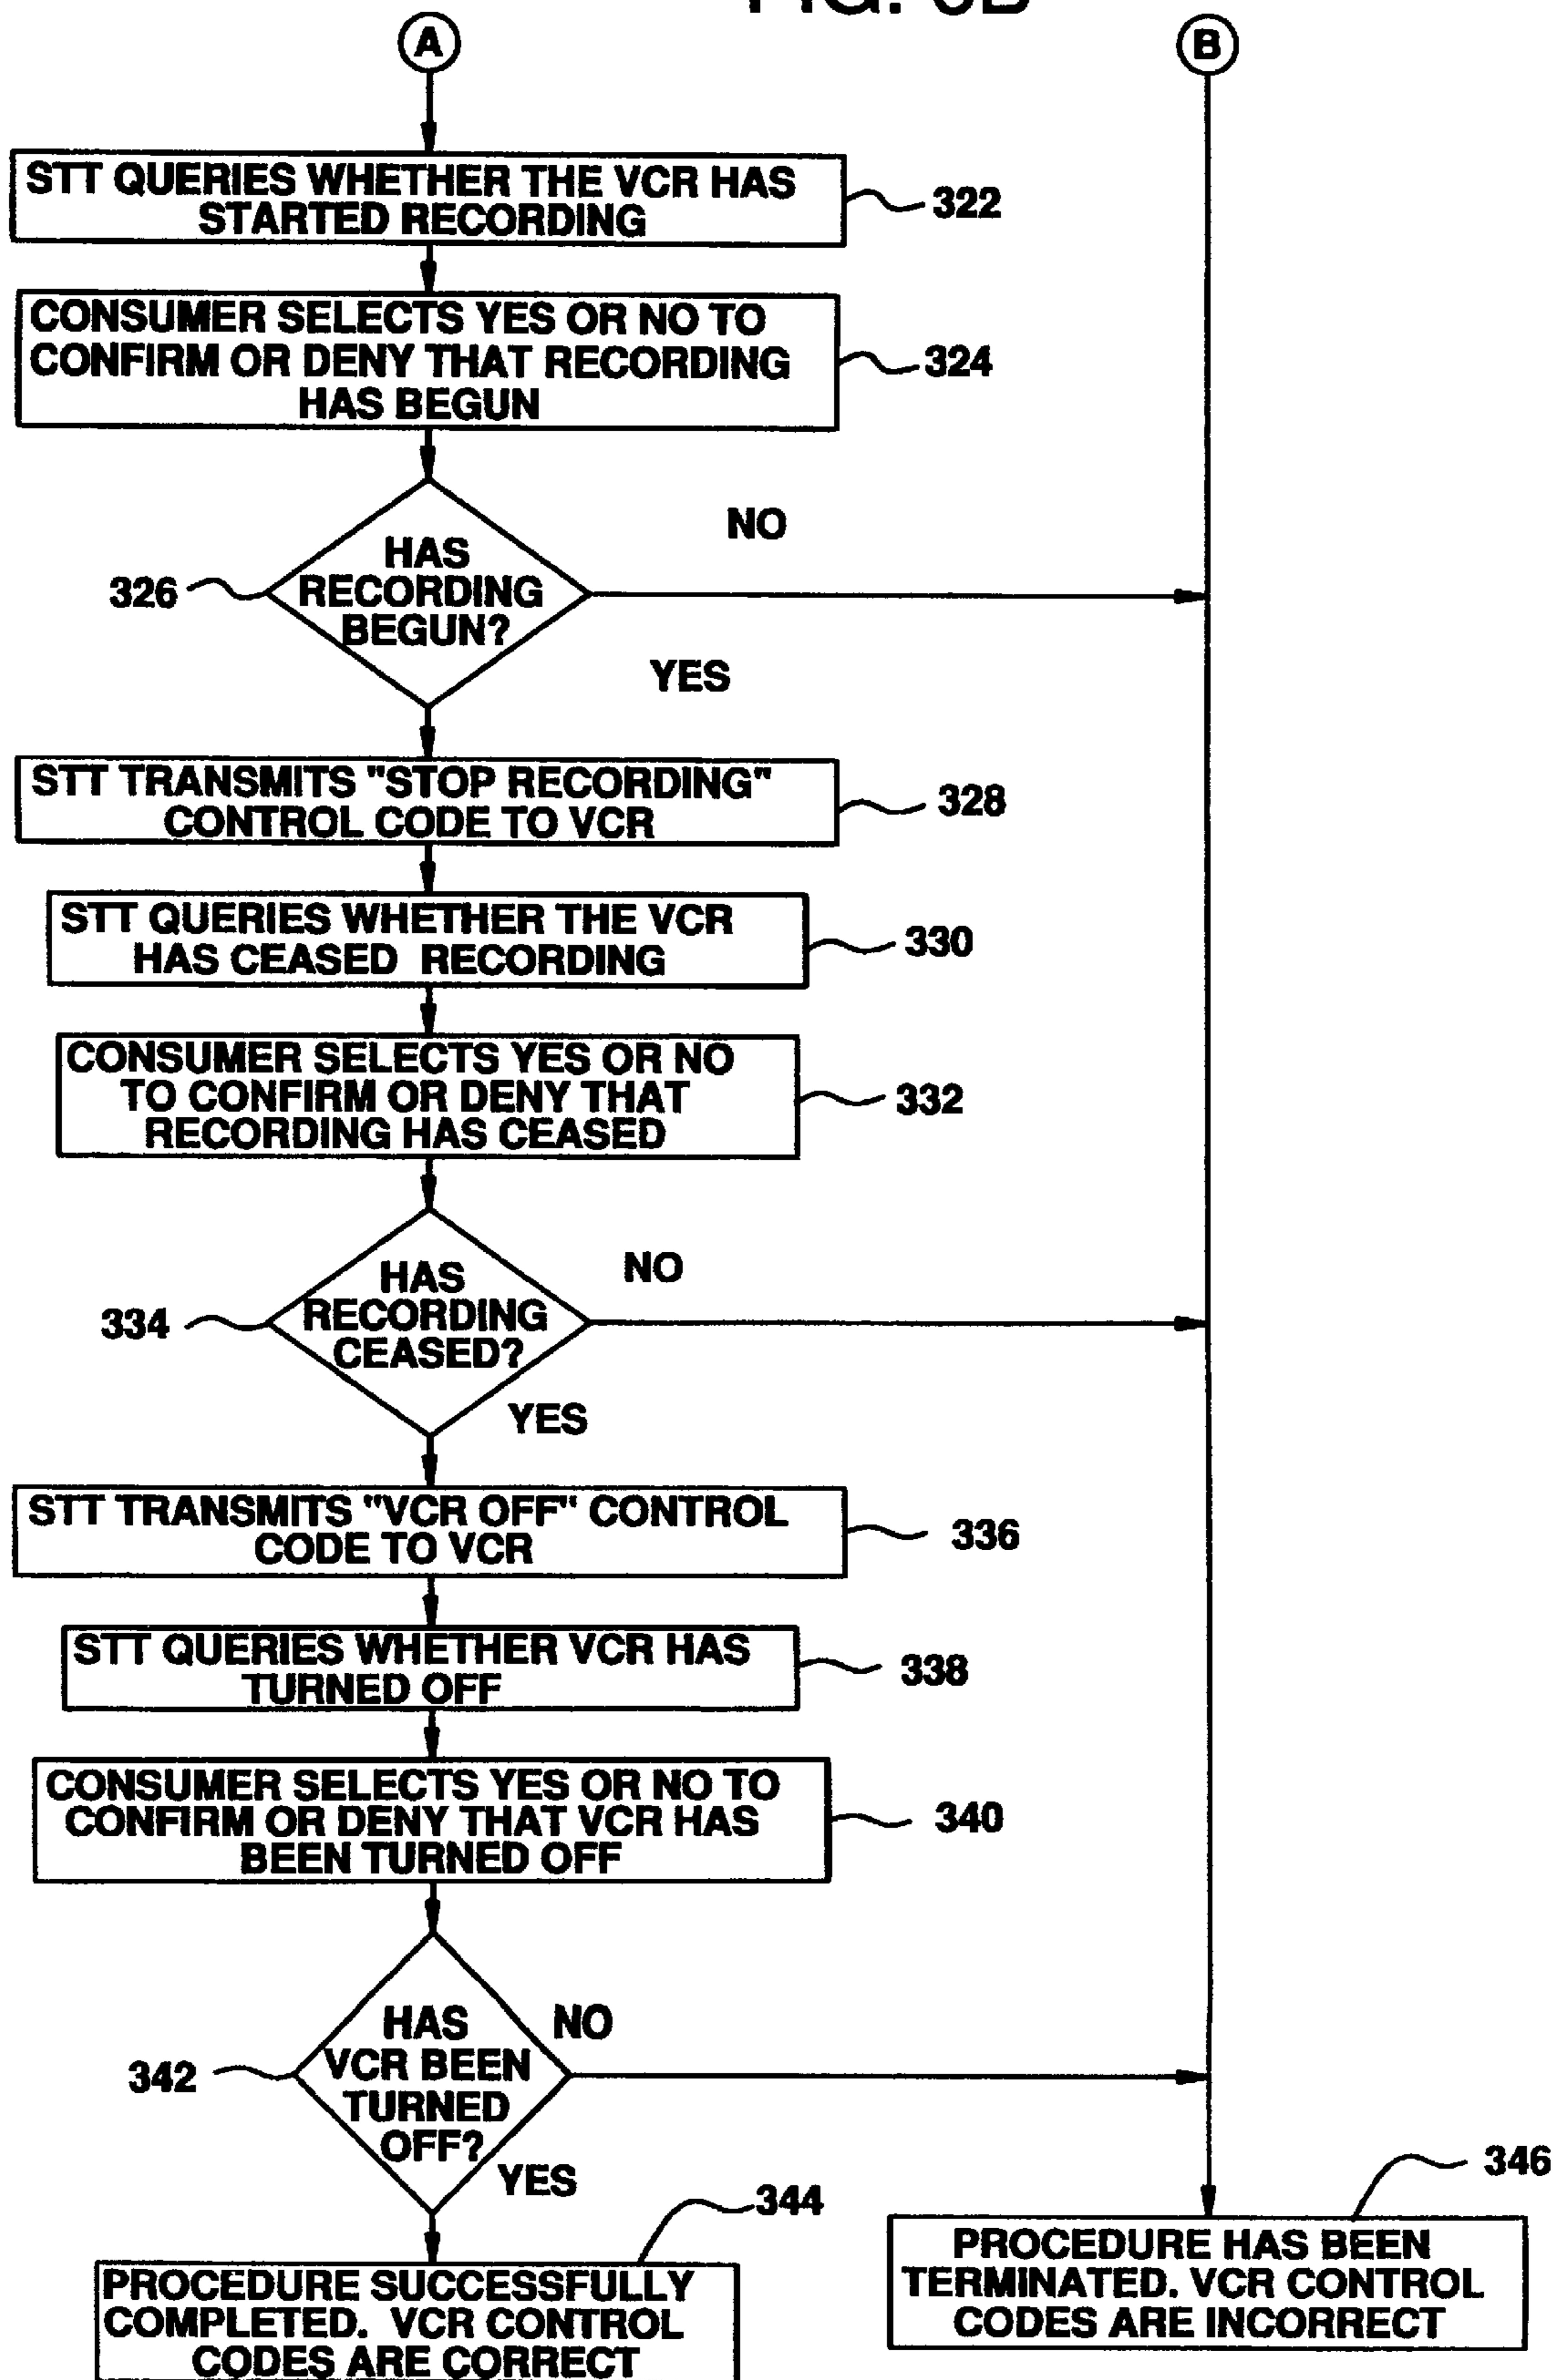 A
B
STT QUERIES WHETHER THE VCR HAS
STARTED RECORDING
322
CONSUMER SELECTS YES OR NO TO
CONFIRM OR DENY THAT RECORDING
HAS BEGUN
324
NO
HAS
RECORDING
BEGUN?
326
YES
STT TRANSMITS "STOP RECORDING"
CONTROL CODE TO VCR
328
STT QUERIES WHETHER THE VCR
HAS CEASED RECORDING
330
CONSUMER SELECTS YES OR NO
TO CONFIRM OR DENY THAT
RECORDING HAS CEASED
332
NO
HAS
RECORDING
CEASED?
334
YES
STT TRANSMITS "VCR OFF" CONTROL
CODE TO VCR
336
STT QUERIES WHETHER VCR HAS
TURNED OFF
338
CONSUMER SELECTS YES OR NO TO
CONFIRM OR DENY THAT VCR HAS
BEEN TURNED OFF
340
NO
HAS
VCR BEEN
TURNED
OFF?
342
YES
344
PROCEDURE SUCCESSFULLY
COMPLETED. VCR CONTROL
CODES ARE CORRECT
346
PROCEDURE HAS BEEN
TERMINATED. VCR CONTROL
CODES ARE INCORRECT